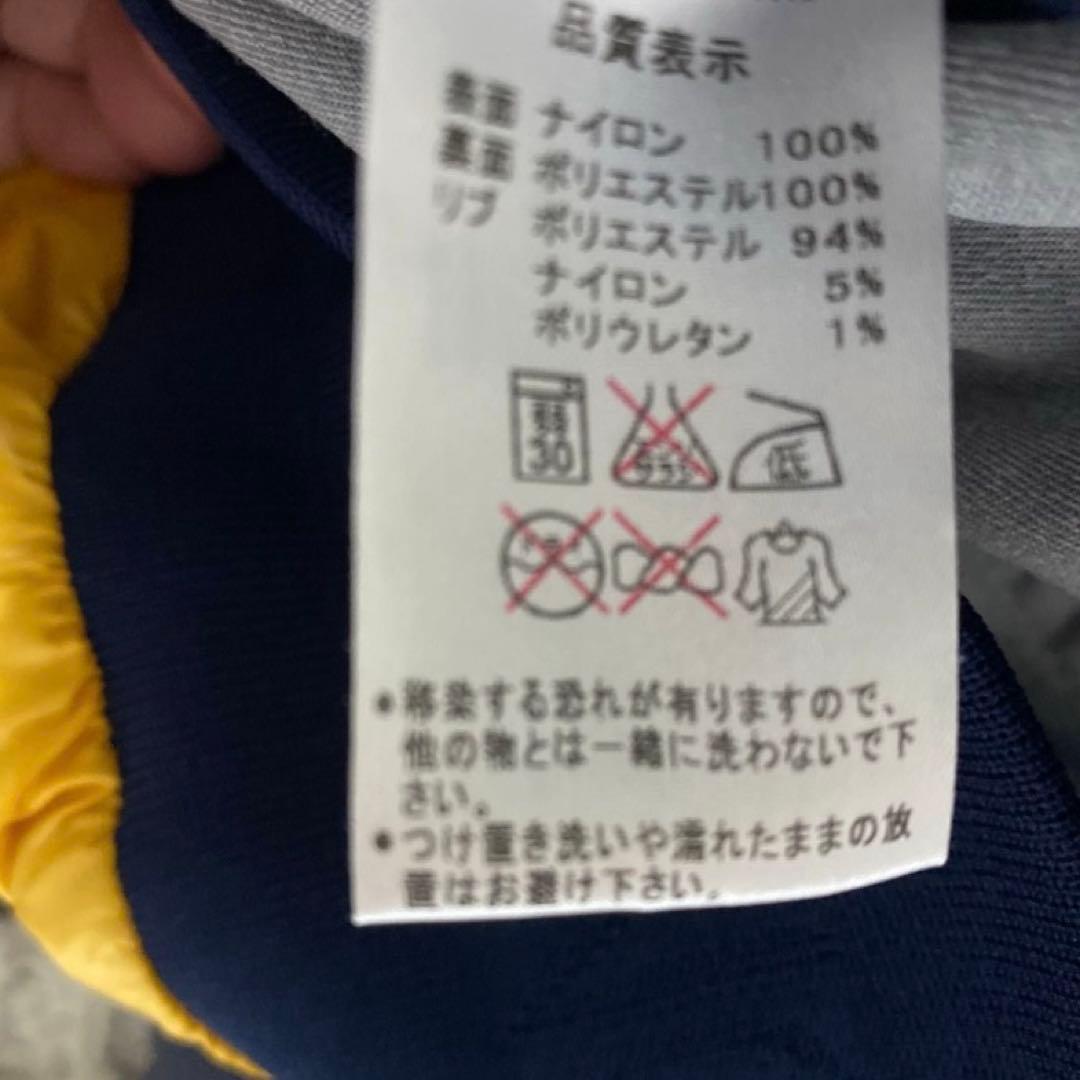 品質表示
表面 ナイロン 100%
裏面 ポリエステル100%
リブ ポリエステル 94%
ナイロン 5%
ポリウレタン 1%
弱
30
低
・移染する恐れが有りますので、
他の物とは一緒に洗わないで下
さい。
・つけ置き洗いや濡れたままの放
置はお避け下さい。